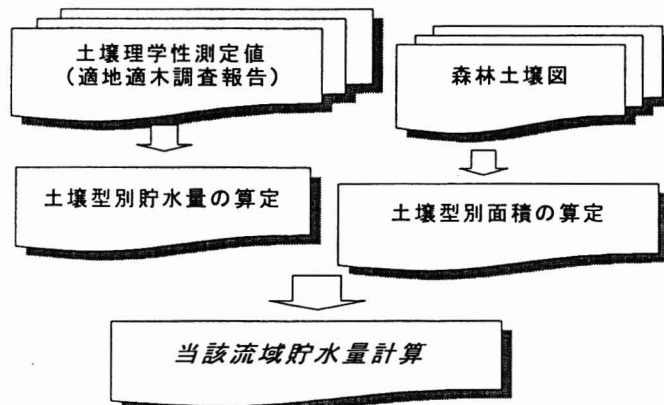 土壌理学性測定値
（適地適木調査報告）
森林土壌図
土壌型別貯水量の算定
土壌型別面積の算定
当該流域貯水量計算